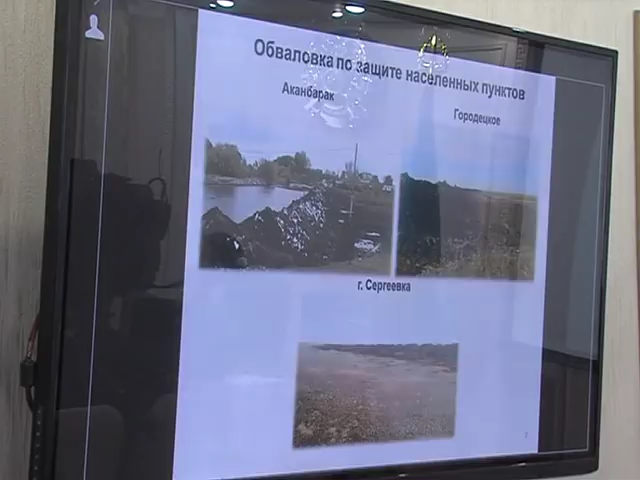 Обваловка по защите населенных пунктов
Аканбарак
Городецкое
г. Сергеевка